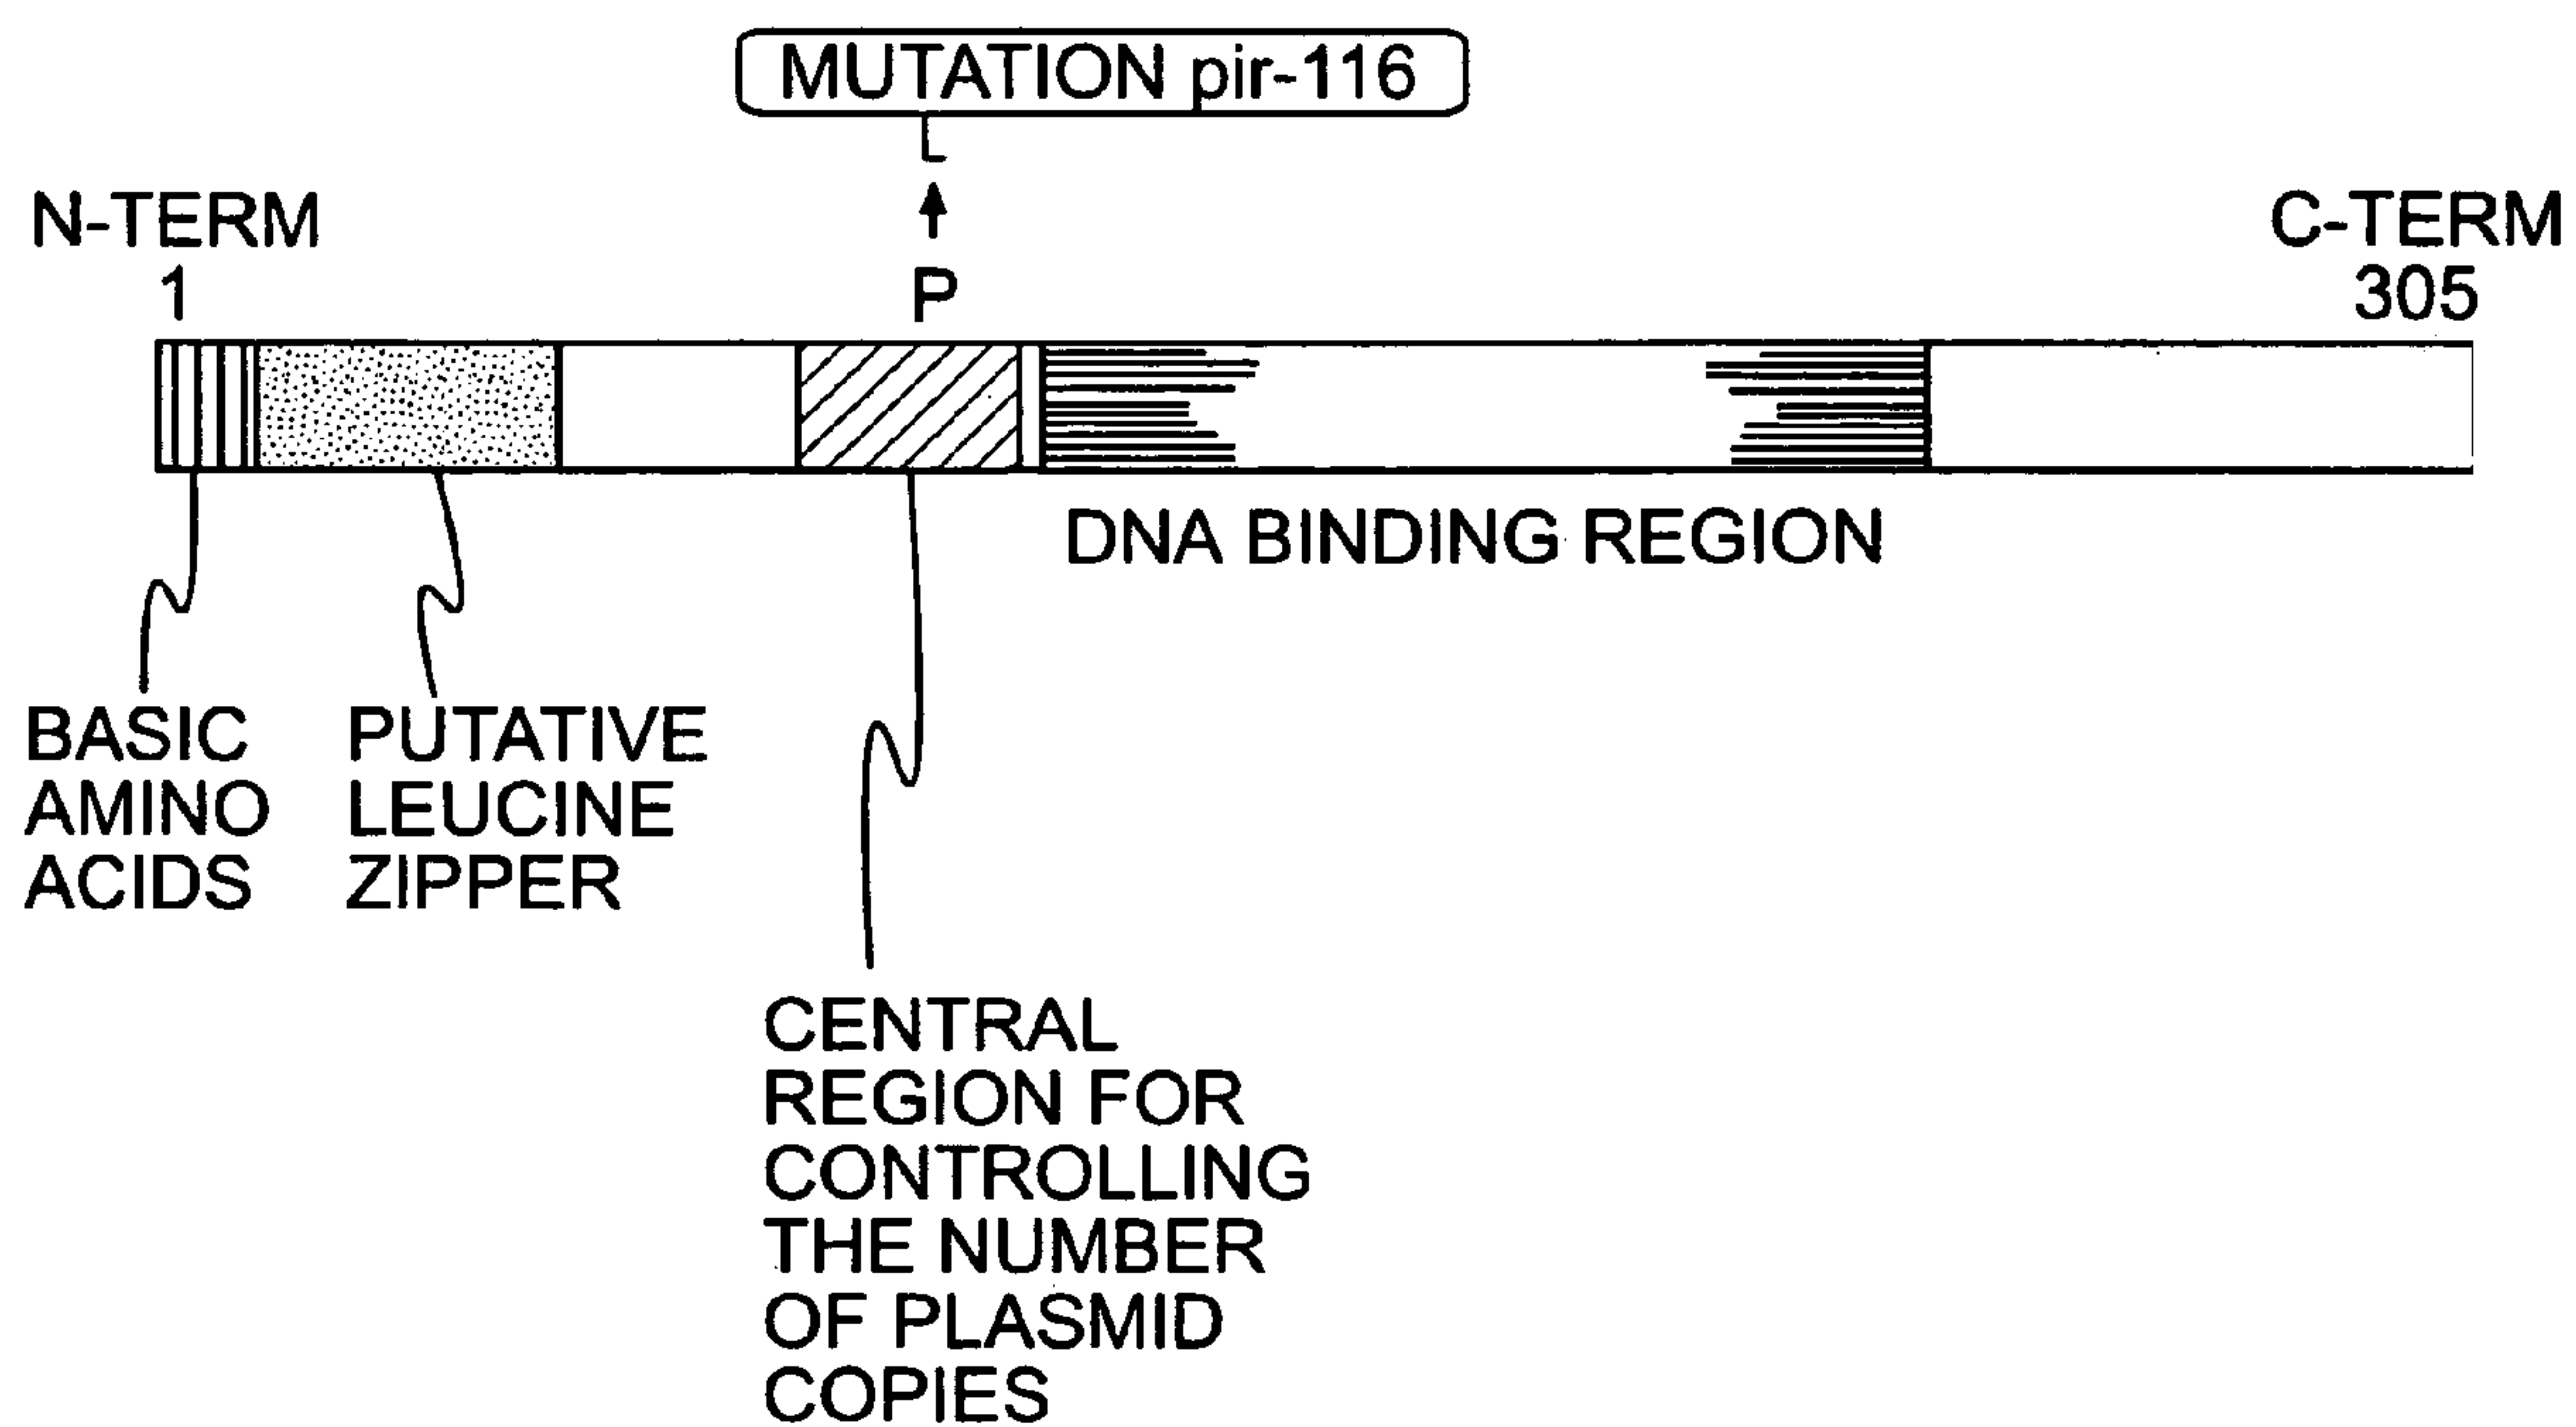 MUTATION pir-116
L
N-TERM
1
P
C-TERM
305
DNA BINDING REGION
BASIC
AMINO
ACIDS
PUTATIVE
LEUCINE
ZIPPER
CENTRAL
REGION FOR
CONTROLLING
THE NUMBER
OF PLASMID
COPIES